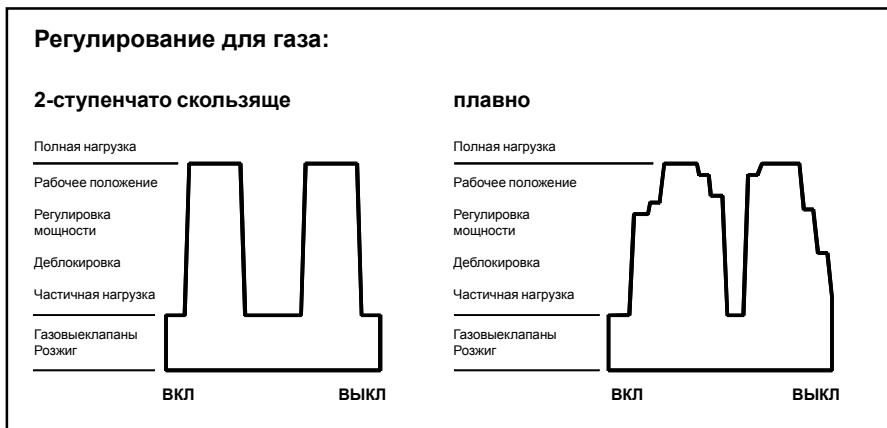 Регулирование для газа:
2-ступенчато скользяще
Полная нагрузка
Рабочее положение
Регулировка
мощности
Деблокировка
Частичная нагрузка
Газовыеклапаны
Розжиг
ВКЛ
ВЫКЛ
плавно
Полная нагрузка
Рабочее положение
Регулировка
мощности
Деблокировка
Частичная нагрузка
Газовыеклапаны
Розжиг
ВКЛ
ВЫКЛ